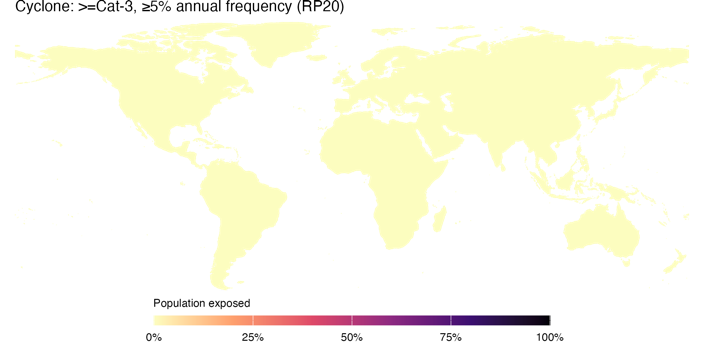 Cyclone: >=Cat-3, ≥5% annual frequency (RP20)
Population exposed
0% 25% 50% 75% 100%